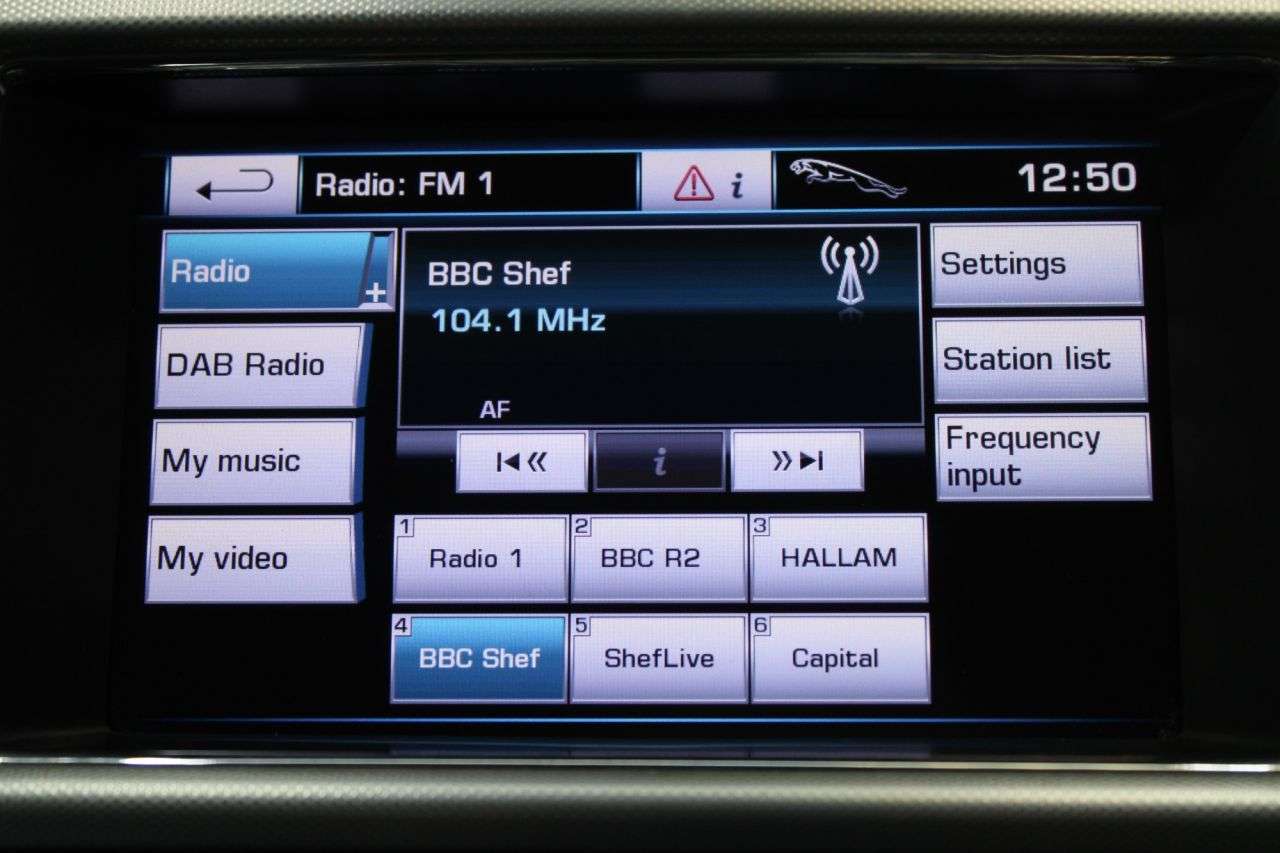 Radio: FM 1
i
12:50
Radio
+
DAB Radio
My music
My video
BBC Shef
104.1 MHz
AF
i
Settings
Station list
Frequency
input
1
Radio 1
2
BBC R2
3
HALLAM
4
BBC Shef
5
ShefLive
6
Capital